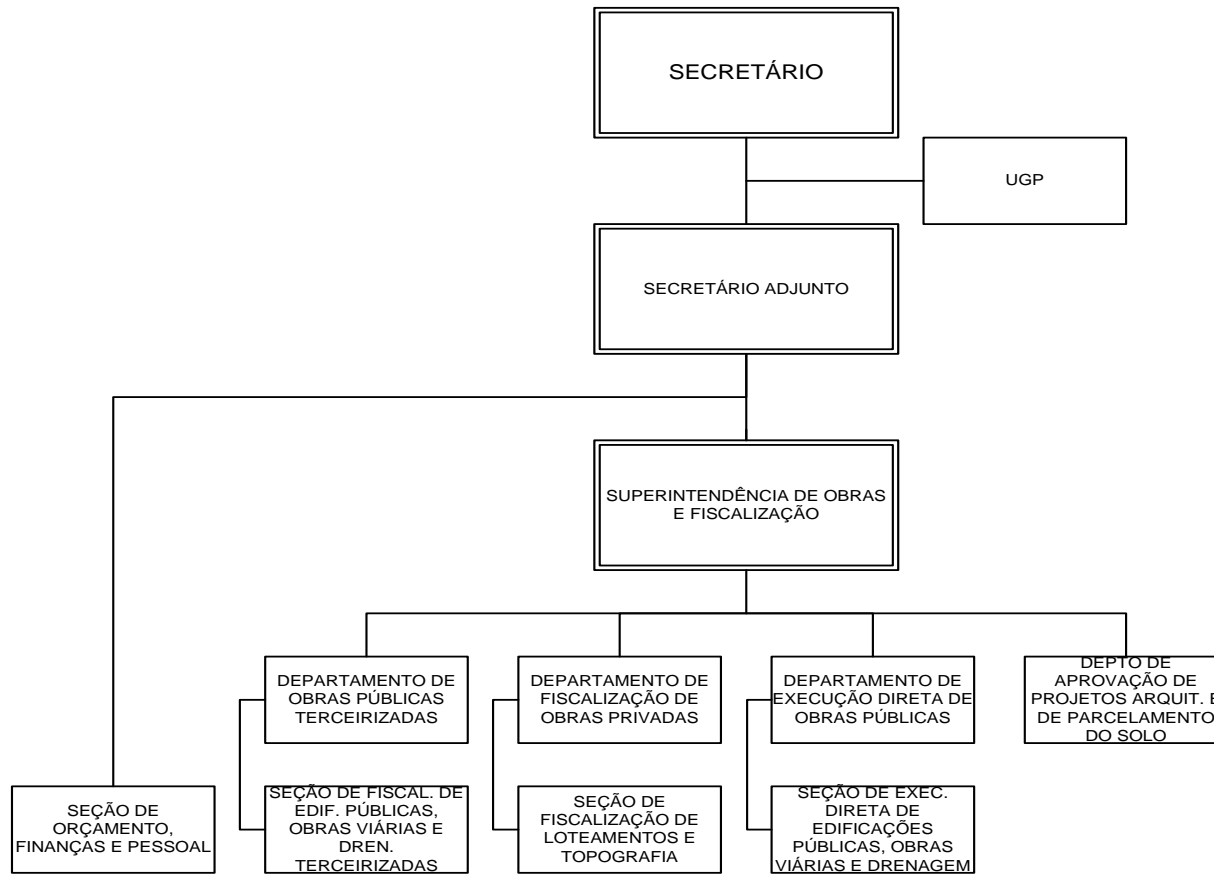 SECRETÁRIO
UGP
SECRETÁRIO ADJUNTO
SUPERINTENDÊNCIA DE OBRAS
E FISCALIZAÇÃO
DEPARTAMENTO DE
OBRAS PÚBLICAS
TERCEIRIZADAS
DEPARTAMENTO DE
FISCALIZAÇÃO DE
OBRAS PRIVADAS
DEPARTAMENTO DE
EXECUÇÃO DIRETA DE
OBRAS PÚBLICAS
DEPTO DE
APROVAÇÃO DE
PROJETOS ARQUIT. E
DE PARCELAMENTO
DO SOLO
SEÇÃO DE
ORÇAMENTO,
FINANÇAS E PESSOAL
SEÇÃO DE FISCAL. DE
EDIF. PÚBLICAS,
OBRAS VIÁRIAS E
DREN.
TERCEIRIZADAS
SEÇÃO DE
FISCALIZAÇÃO DE
LOTEAMENTOS E
TOPOGRAFIA
SEÇÃO DE EXEC.
DIRETA DE
EDIFICAÇÕES
PÚBLICAS, OBRAS
VIÁRIAS E DRENAGEM